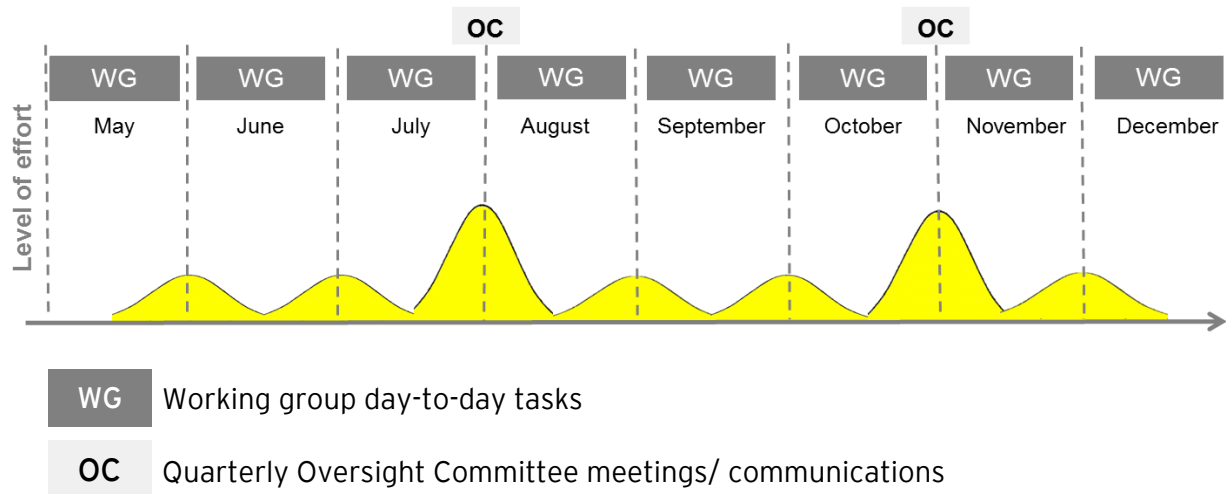 OC OC
WG WG WG WG WG WG WG WG
May June July August September October November December
Level of effort
WG Working group day-to-day tasks
OC Quarterly Oversight Committee meetings/ communications